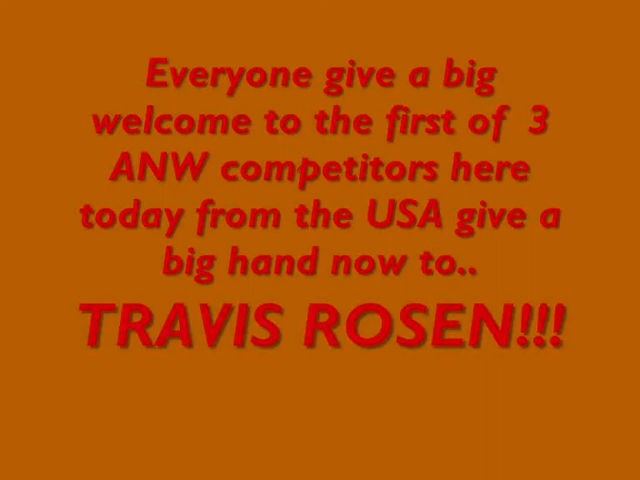 Everyone give a big
welcome to the first of 3
ANW competitors here
today from the USA give a
big hand now to..
TRAVIS ROSEN!!!